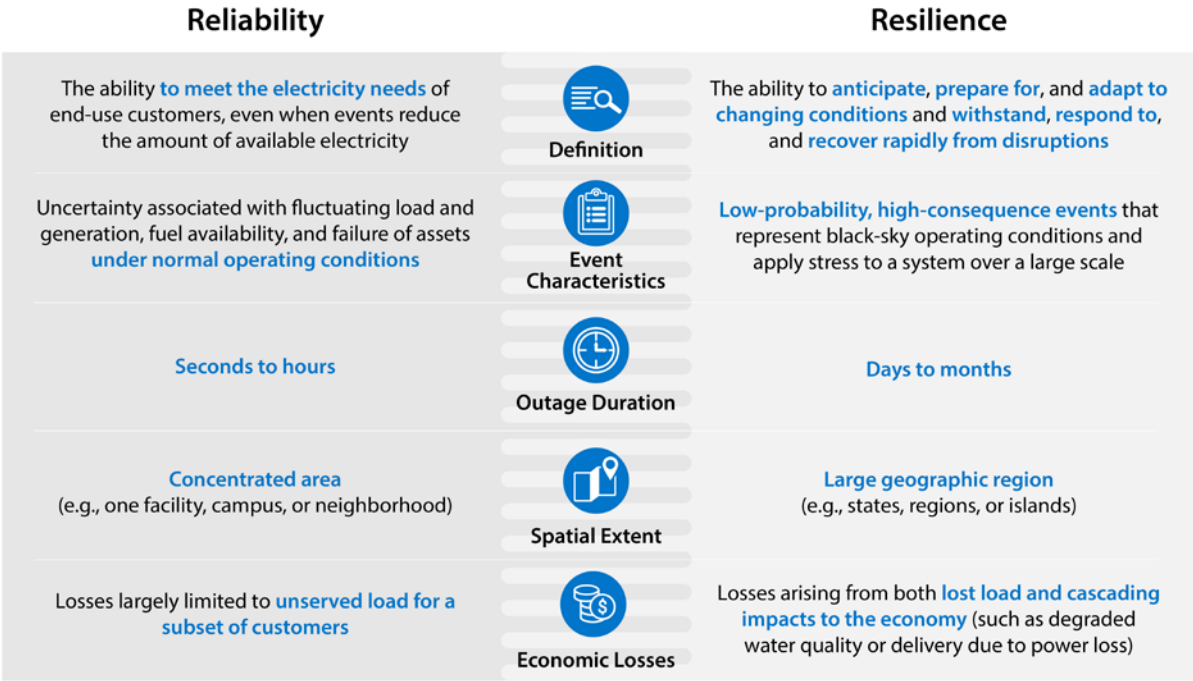 Reliability
Resilience
The ability to meet the electricity needs of
end-use customers, even when events reduce
the amount of available electricity
Definition
The ability to anticipate, prepare for, and adapt to
changing conditions and withstand, respond to,
and recover rapidly from disruptions
Uncertainty associated with fluctuating load and
generation, fuel availability, and failure of assets
under normal operating conditions
Event
Characteristics
Low-probability, high-consequence events that
represent black-sky operating conditions and
apply stress to a system over a large scale
Seconds to hours
Outage Duration
Days to months
Concentrated area
(e.g., one facility, campus, or neighborhood)
Spatial Extent
Large geographic region
(e.g., states, regions, or islands)
Losses largely limited to unserved load for a
subset of customers
Economic Losses
Losses arising from both lost load and cascading
impacts to the economy (such as degraded
water quality or delivery due to power loss)